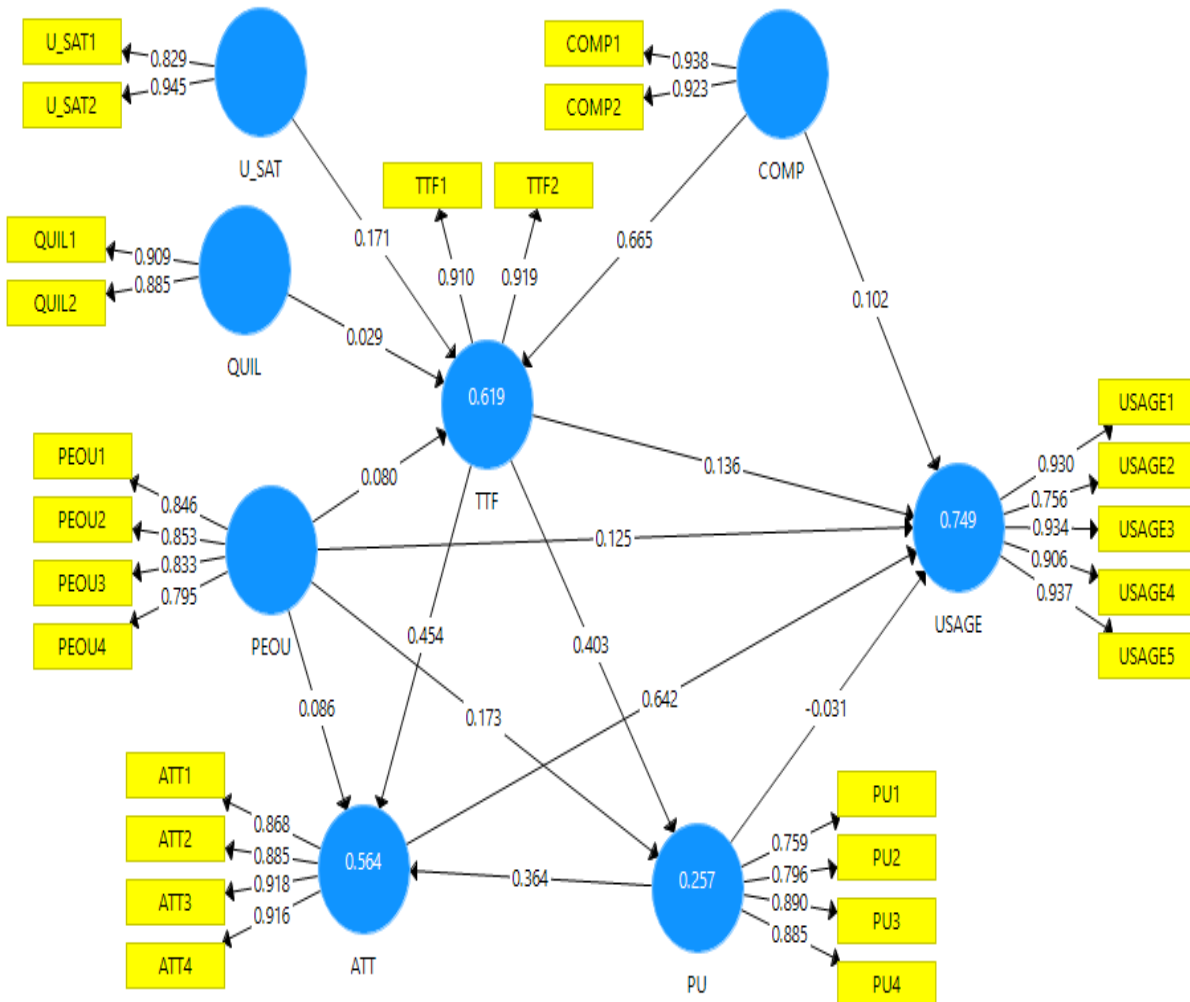 U_SAT1
0.829
U_SAT2
0.945
U_SAT
COMP1
0.938
COMP2
0.923
COMP
TTF1
TTF2
0.910
0.919
0.171
0.665
0.102
QUIL1
0.909
QUIL2
0.885
QUIL
0.029
0.619
TTF
0.080
0.136
PEOU1
0.846
PEOU2
0.853
PEOU3
0.833
PEOU4
0.795
PEOU
0.125
0.749
USAGE
USAGE1
0.930
USAGE2
0.756
USAGE3
0.934
USAGE4
0.906
USAGE5
0.937
0.454
0.403
0.086
0.173
0.642
-0.031
ATT1
0.868
ATT2
0.885
ATT3
0.918
ATT4
0.916
0.564
ATT
0.364
0.257
PU
PU1
0.759
PU2
0.796
PU3
0.890
PU4
0.885